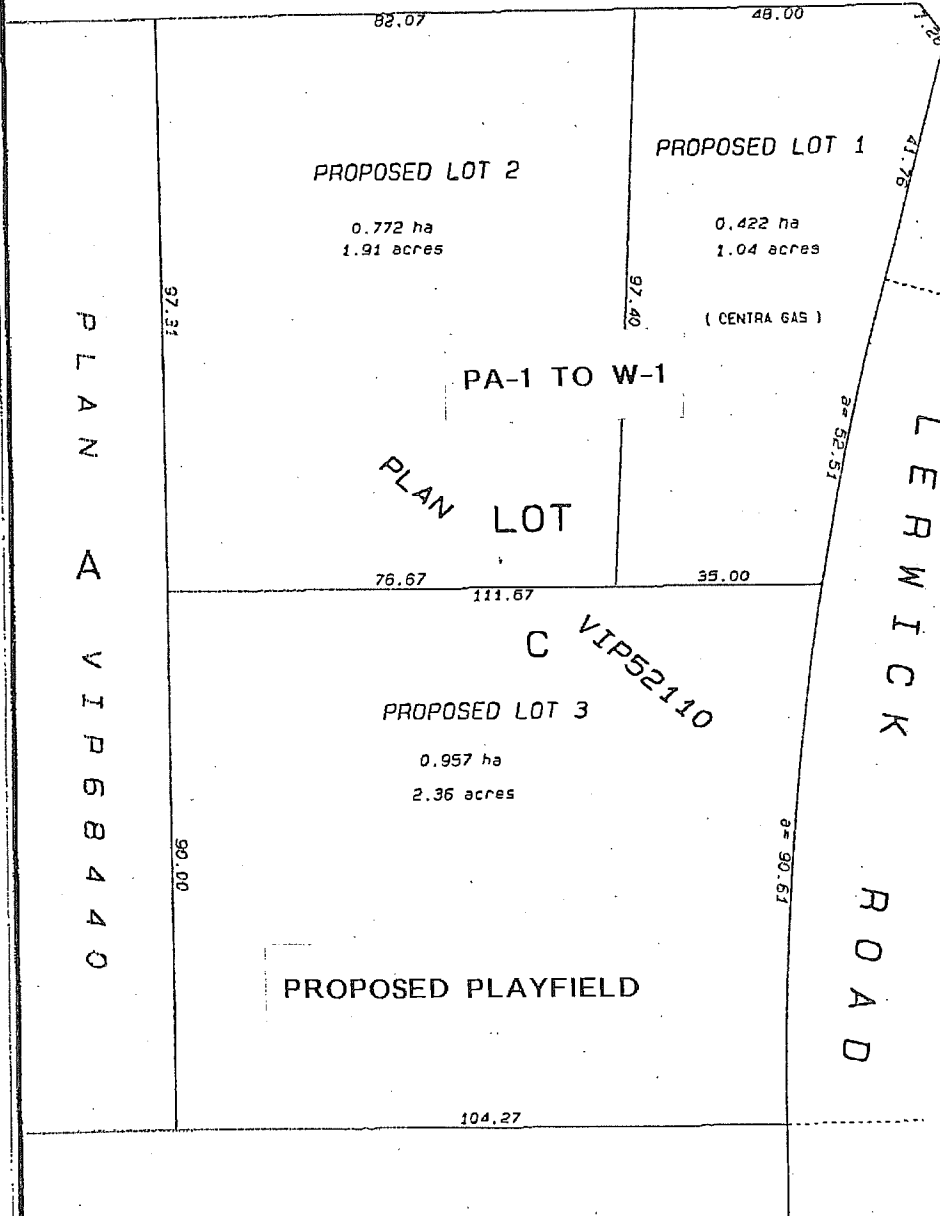 82.07
48.00
7.28
PROPOSED LOT 1
41.76
PROPOSED LOT 2
0.772 ha
1.91 acres
0.422 ha
1.04 acres
97.31
97.40
( CENTRA GAS )
PA-1 TO W-1
a= 52.51
PLAN A VIP68440
LERWICK ROAD
PLAN
LOT
76.67
35.00
111.67
C
VIP52110
PROPOSED LOT 3
0.957 ha
2.36 acres
90.00
a= 90.61
PROPOSED PLAYFIELD
104.27